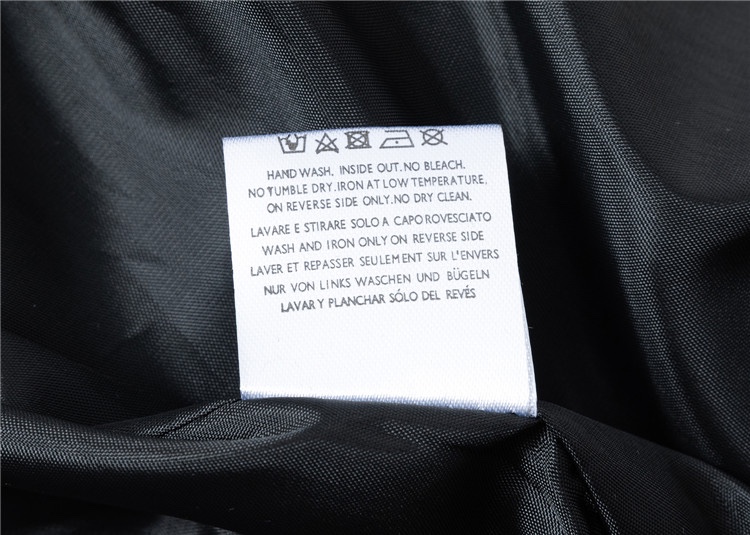 HAND WASH. INSIDE OUT. NO BLEACH.
NO TUMBLE DRY. IRON AT LOW TEMPERATURE,
ON REVERSE SIDE ONLY. NO DRY CLEAN.
LAVARE E STIRARE SOLO A CAPO ROVESCIATO
WASH AND IRON ONLY ON REVERSE SIDE
LAVER ET REPASSER SEULEMENT SUR L'ENVERS
NUR VON LINKS WASCHEN UND BÜGELN
LAVAR Y PLANCHAR SÓLO DEL REVÉS